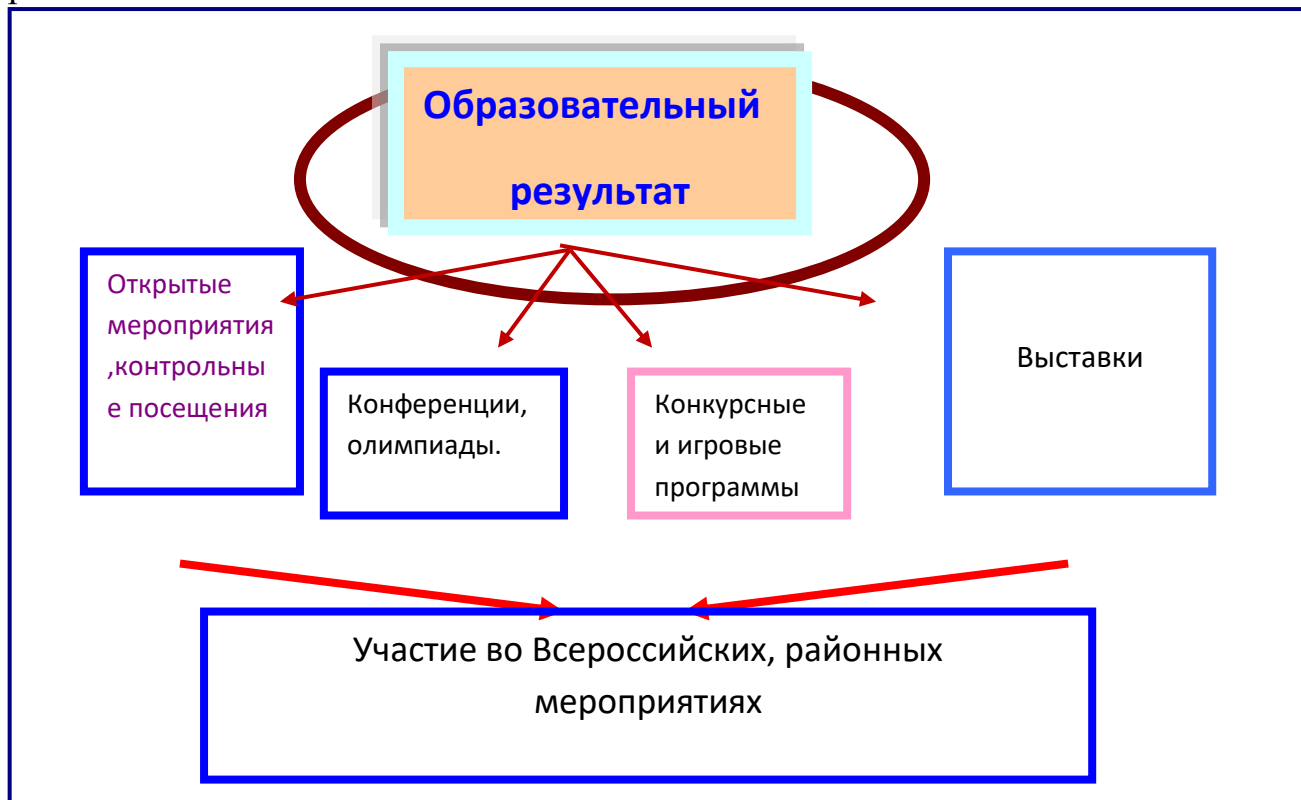 Образовательный
результат
Открытые
мероприятия
,контрольны
е посещения
Конференции,
олимпиады.
Конкурсные
и игровые
программы
Выставки
Участие во Всероссийских, районных
мероприятиях